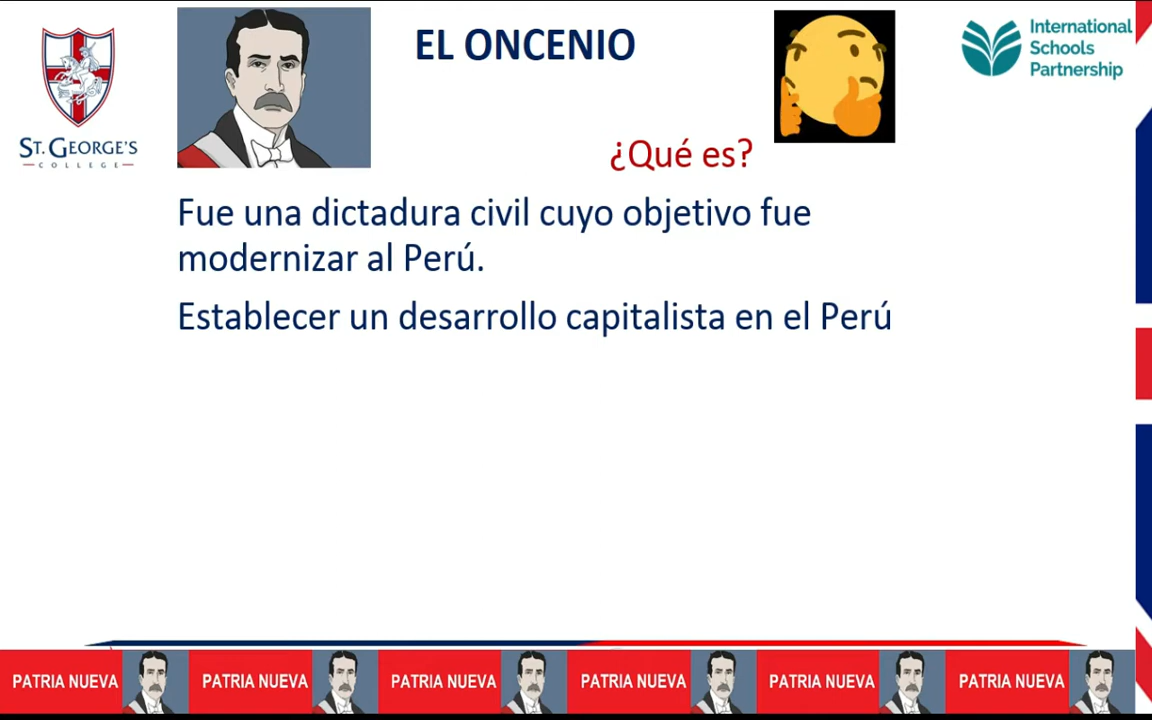 EL ONCENIO
International
Schools
Partnership
ST. GEORGE'S
COLLEGE
¿Qué es?
Fue una dictadura civil cuyo objetivo fue
modernizar al Perú.
Establecer un desarrollo capitalista en el Perú
PATRIA NUEVA PATRIA NUEVA PATRIA NUEVA PATRIA NUEVA PATRIA NUEVA PATRIA NUEVA